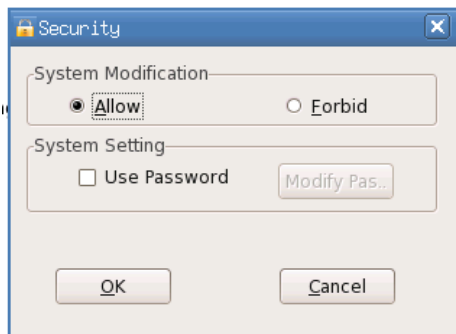 Security
System Modification
Allow Forbid
System Setting
Use Password Modify Pas..
OK Cancel